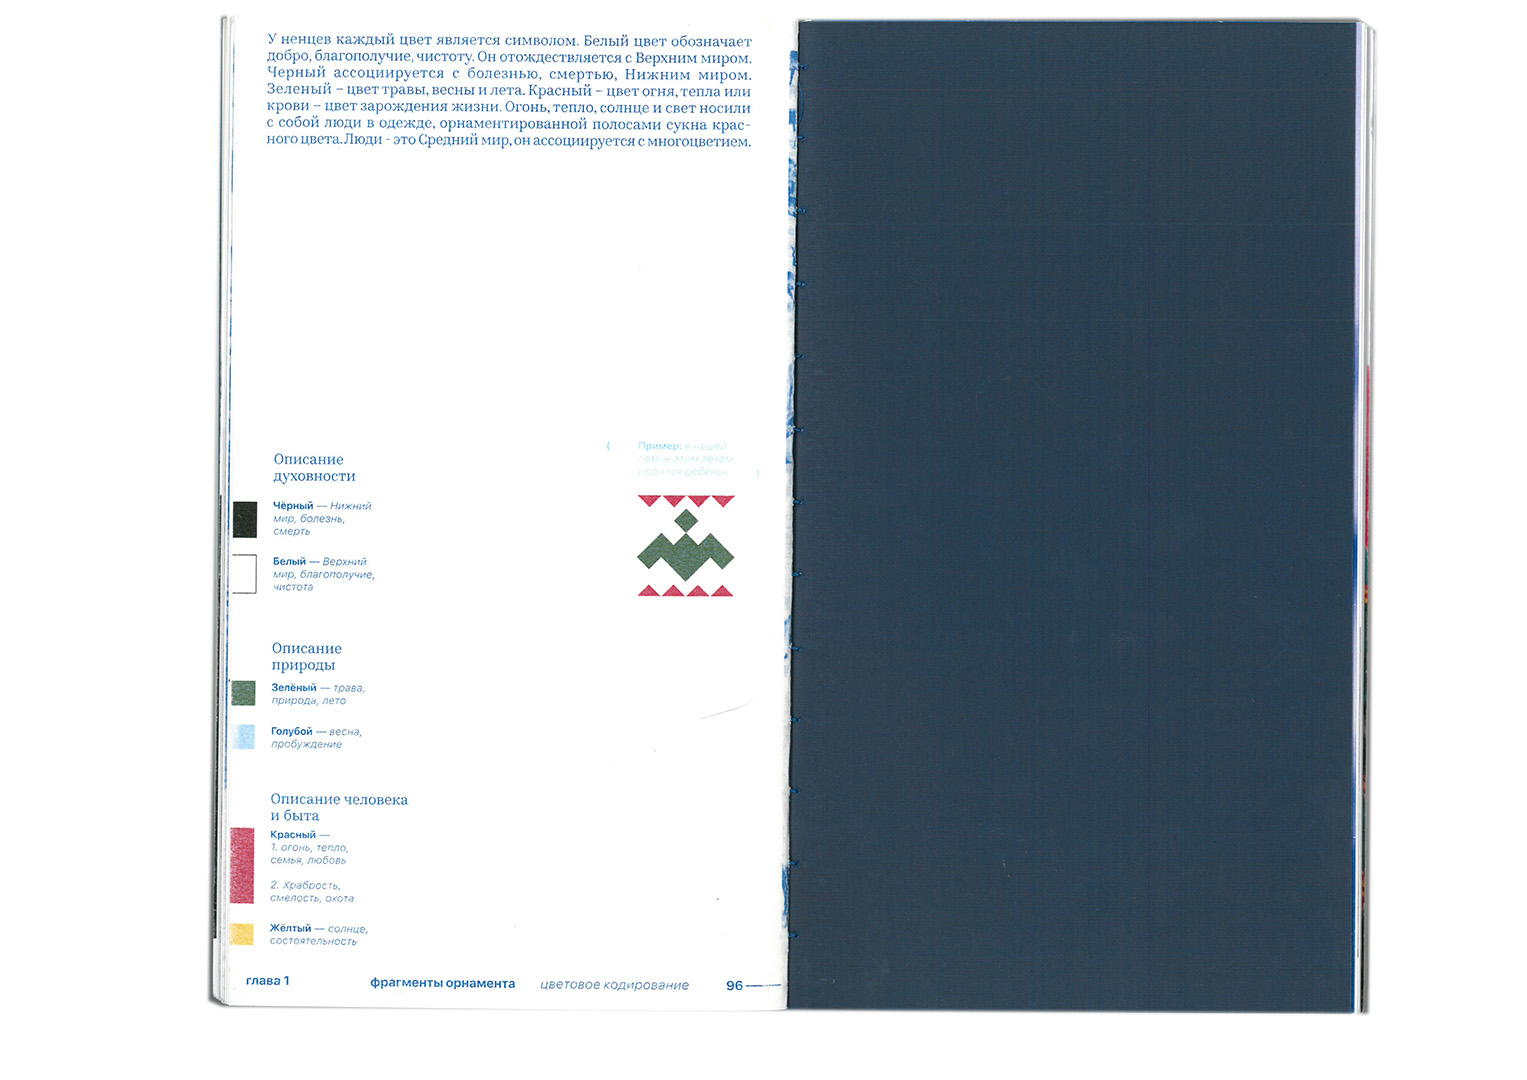 У ненцев каждый цвет является символом. Белый цвет обозначает
добро, благополучие, чистоту. Он отождествляется с Верхним миром.
Черный ассоциируется с болезнью, смертью, Нижним миром.
Зеленый – цвет травы, весны и лета. Красный – цвет огня, тепла или
крови – цвет зарождения жизни. Огонь, тепло, солнце и свет носили
с собой люди в одежде, орнаментированной полосами сукна крас-
ного цвета. Люди - это Средний мир, он ассоциируется с многоцветием.
( Пример: в нашей
семье этим летом
родился ребёнок )
Описание
духовности
Чёрный — Нижний
мир, болезнь,
смерть
Белый — Верхний
мир, благополучие,
чистота
Описание
природы
Зелёный — трава,
природа, лето
Голубой — весна,
пробуждение
Описание человека
и быта
Красный —
1. огонь, тепло,
семья, любовь
2. Храбрость,
смелость, охота
Жёлтый — солнце,
состоятельность
глава 1 фрагменты орнамента цветовое кодирование 96